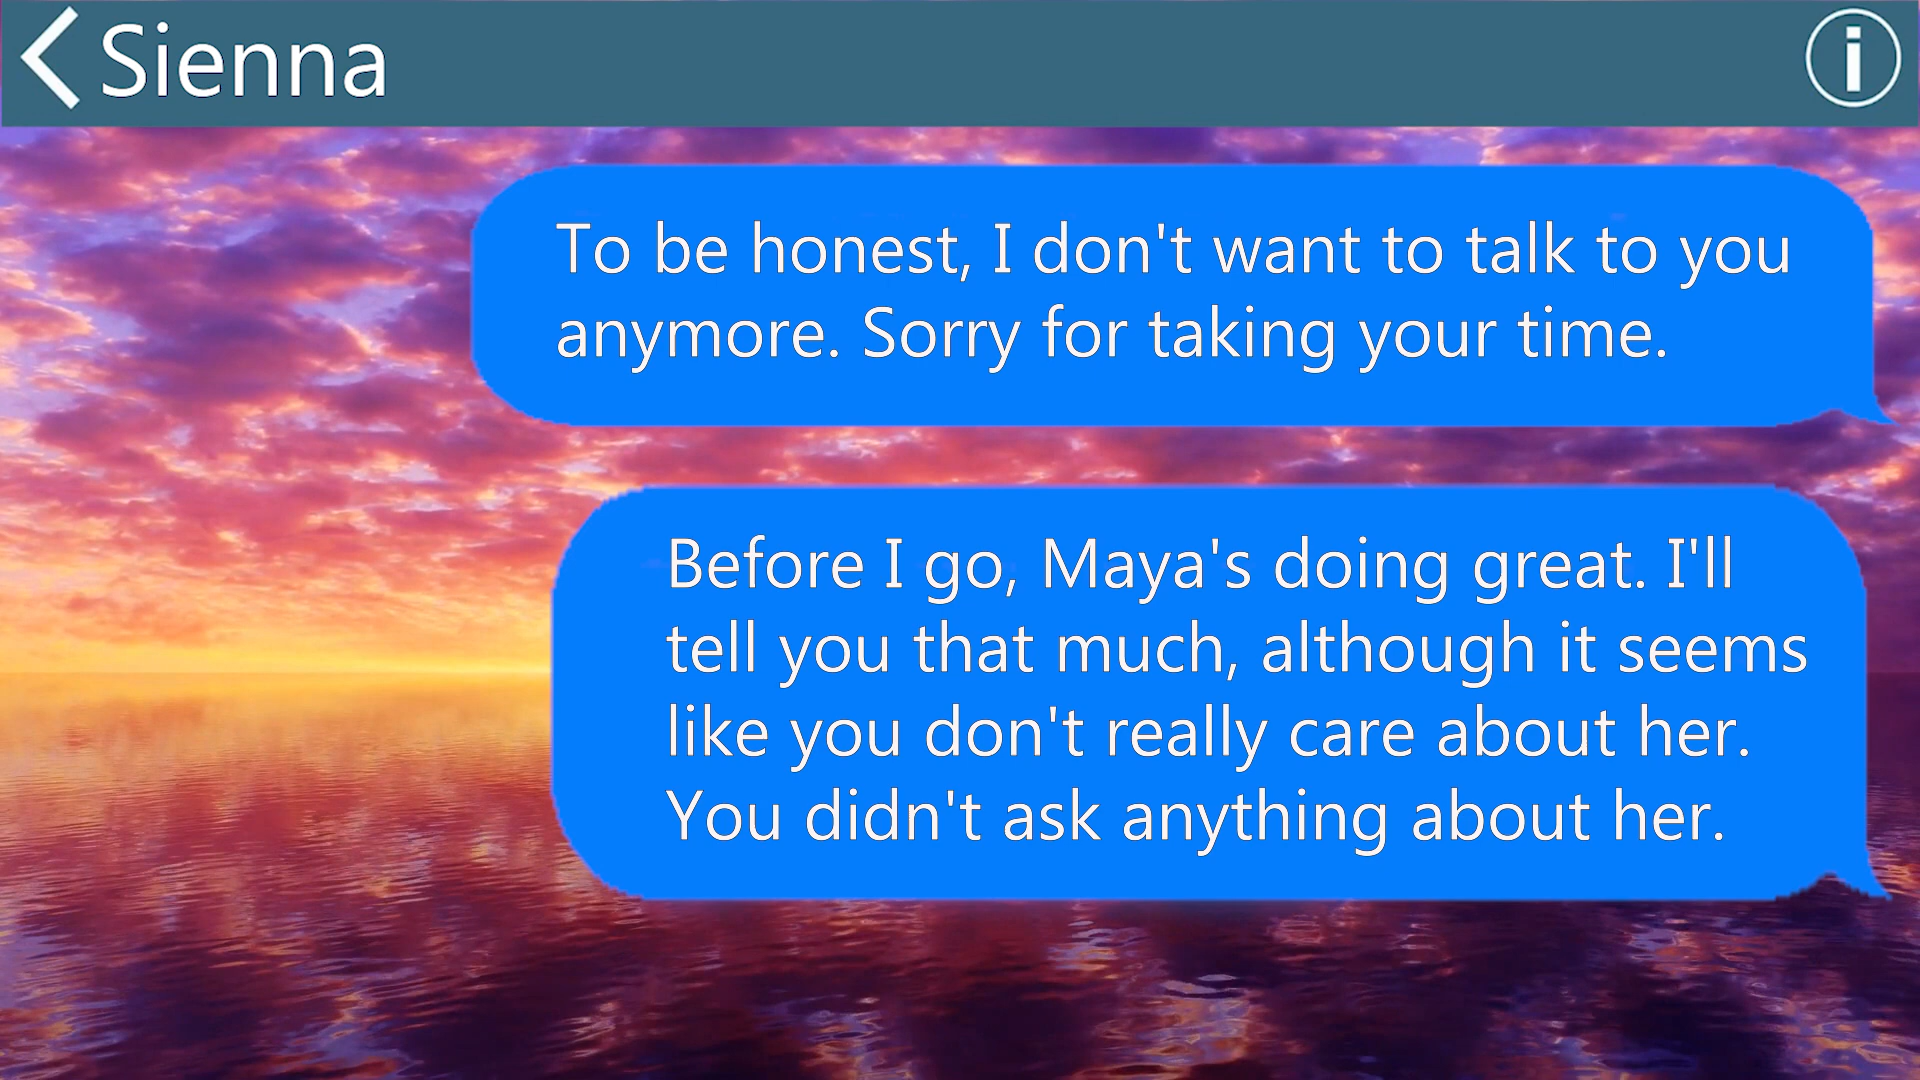 Sienna
To be honest, I don't want to talk to you
anymore. Sorry for taking your time.
Before I go, Maya's doing great. I'll
tell you that much, although it seems
like you don't really care about her.
You didn't ask anything about her.